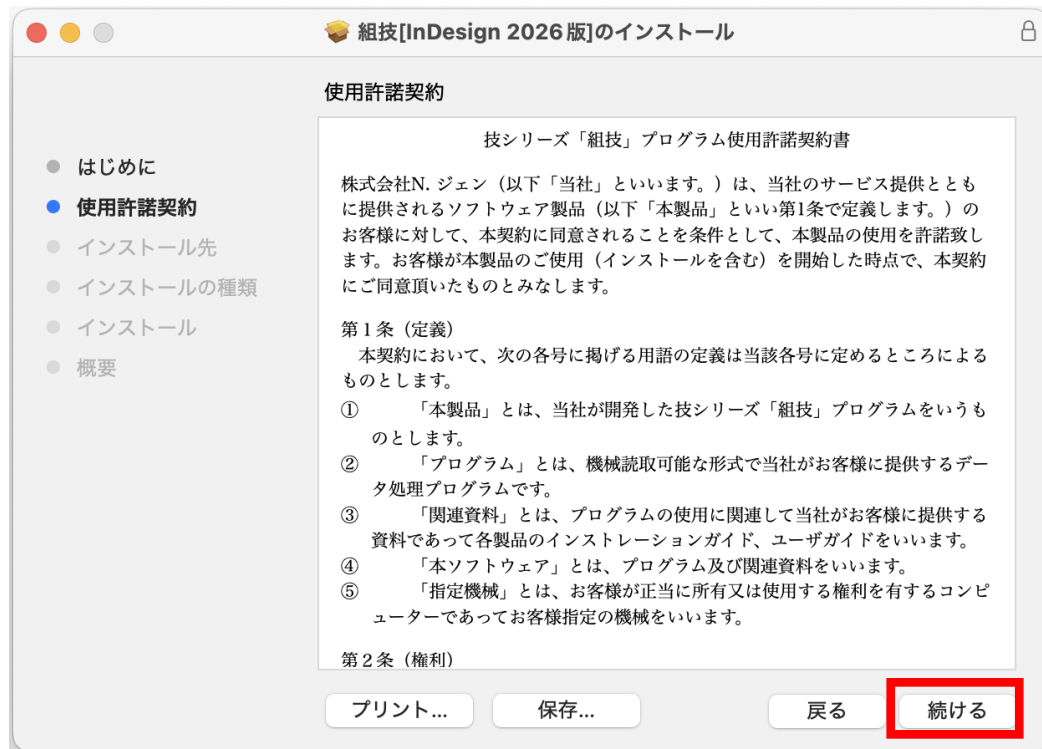 組技[InDesign 2026版]のインストール
使用許諾契約
はじめに
使用許諾契約
インストール先
インストールの種類
インストール
概要
技シリーズ「組技」プログラム使用許諾契約書
株式会社N. ジェン（以下「当社」といいます。）は、当社のサービス提供ととも
に提供されるソフトウェア製品（以下「本製品」といい第1条で定義します。）の
お客様に対して、本契約に同意されることを条件として、本製品の使用を許諾致し
ます。お客様が本製品のご使用（インストールを含む）を開始した時点で、本契約
にご同意頂いたものとみなします。
第１条（定義）
本契約において、次の各号に掲げる用語の定義は当該各号に定めるところによる
ものとします。
① 「本製品」とは、当社が開発した技シリーズ「組技」プログラムをいうも
のとします。
② 「プログラム」とは、機械読取可能な形式で当社がお客様に提供するデー
タ処理プログラムです。
③ 「関連資料」とは、プログラムの使用に関連して当社がお客様に提供する
資料であって各製品のインストレーションガイド、ユーザガイドをいいます。
④ 「本ソフトウェア」とは、プログラム及び関連資料をいいます。
⑤ 「指定機械」とは、お客様が正当に所有又は使用する権利を有するコンピ
ューターであってお客様指定の機械をいいます。
第２条（権利）
プリント...
保存...
戻る
続ける